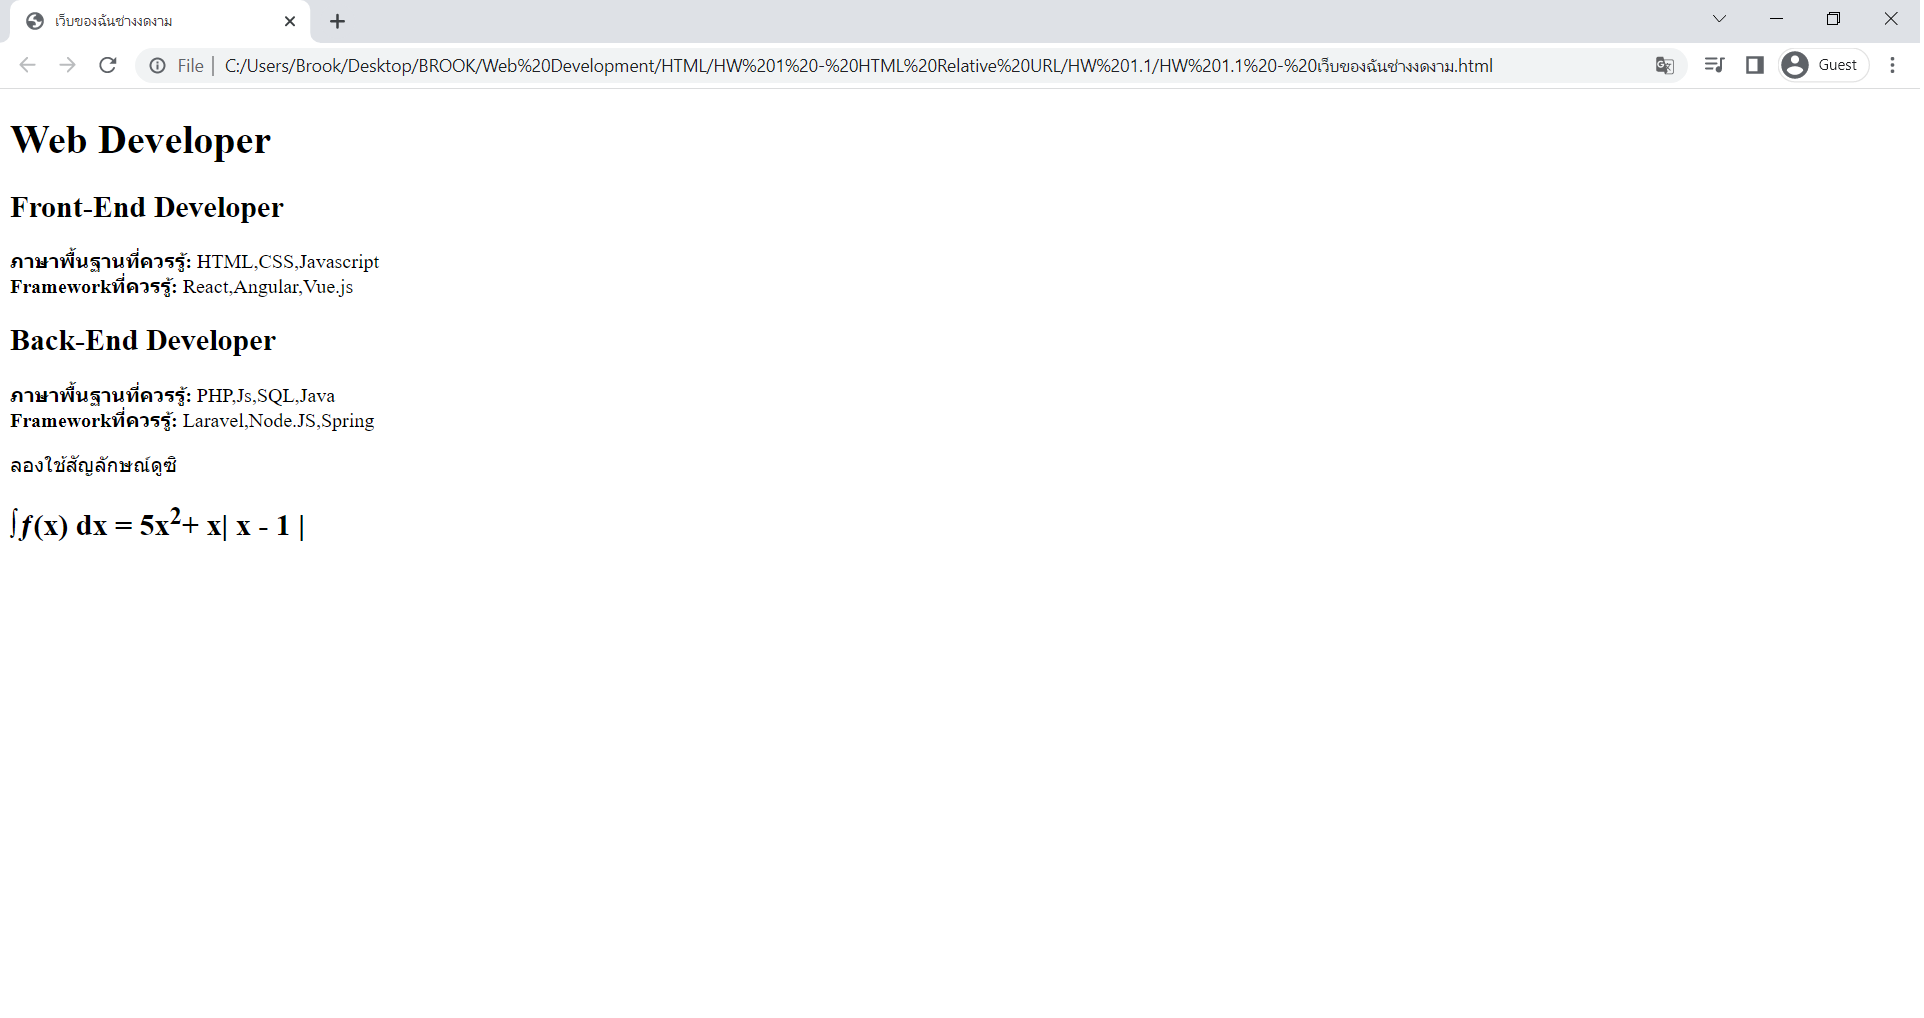 เว็บของฉันช่างงดงาม
File | C:/Users/Brook/Desktop/BROOK/Web%20Development/HTML/HW%201%20-%20HTML%20Relative%20URL/HW%201.1/HW%201.1%20-%20เว็บของฉันช่างงดงาม.html
Guest
Web Developer
Front-End Developer
ภาษาพื้นฐานที่ควรรู้: HTML,CSS,Javascript
Frameworkที่ควรรู้: React,Angular,Vue.js
Back-End Developer
ภาษาพื้นฐานที่ควรรู้: PHP,Js,SQL,Java
Frameworkที่ควรรู้: Laravel,Node.JS,Spring
ลองใช้สัญลักษณ์ดูซิ
∫ƒ(x) dx = 5x²+ x| x - 1 |